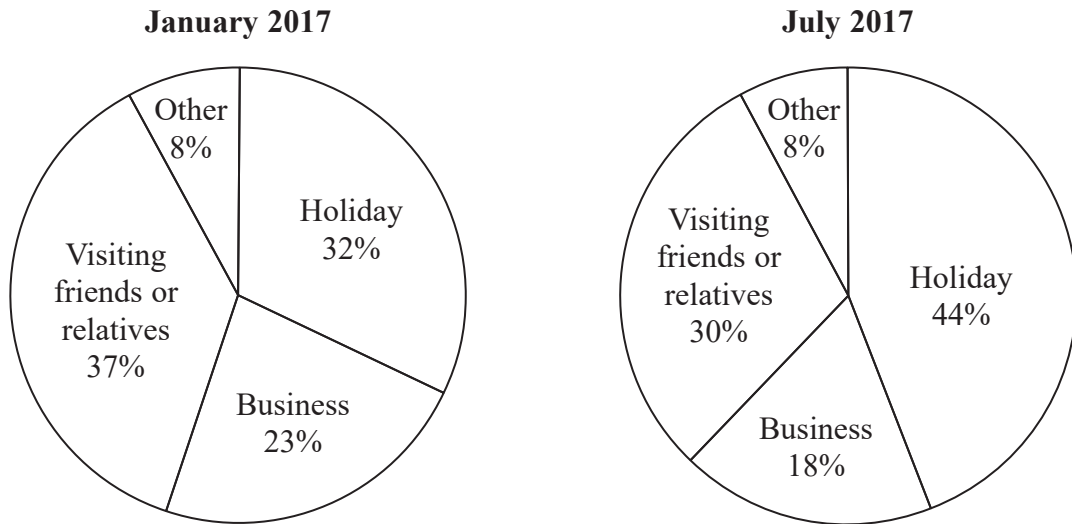 January 2017
Other
8%
Holiday
32%
Visiting
friends or
relatives
37%
Business
23%
July 2017
Other
8%
Visiting
friends or
relatives
30%
Holiday
44%
Business
18%